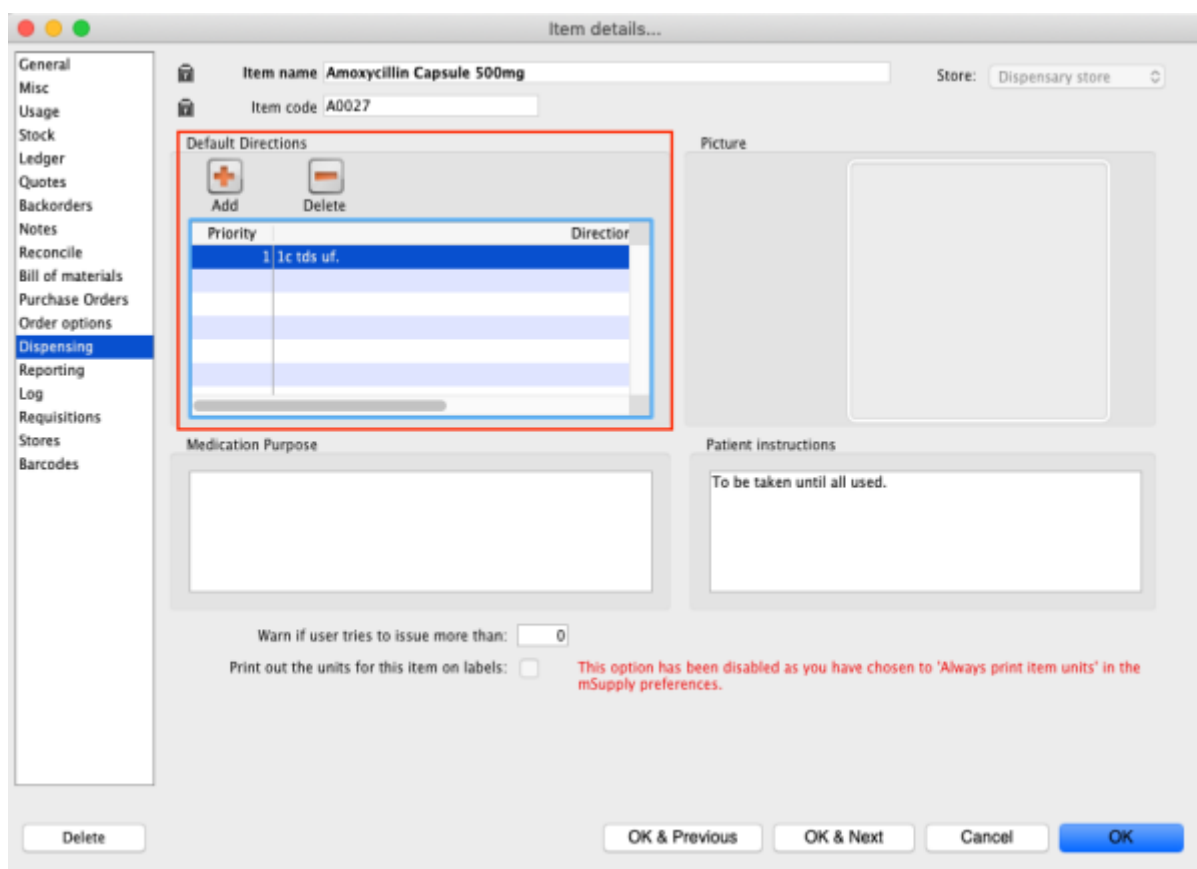 Item details...
General
Misc
Usage
Stock
Ledger
Quotes
Backorders
Notes
Reconcile
Bill of materials
Purchase Orders
Order options
Dispensing
Reporting
Log
Requisitions
Stores
Barcodes
Item name Amoxycillin Capsule 500mg
Store: Dispensary store
Item code A0027
Default Directions
Add Delete
Priority Direction
1 1c tds uf.
Picture
Medication Purpose
Patient instructions
To be taken until all used.
Warn if user tries to issue more than: 0
Print out the units for this item on labels:
This option has been disabled as you have chosen to 'Always print item units' in the
mSupply preferences.
Delete OK & Previous OK & Next Cancel OK